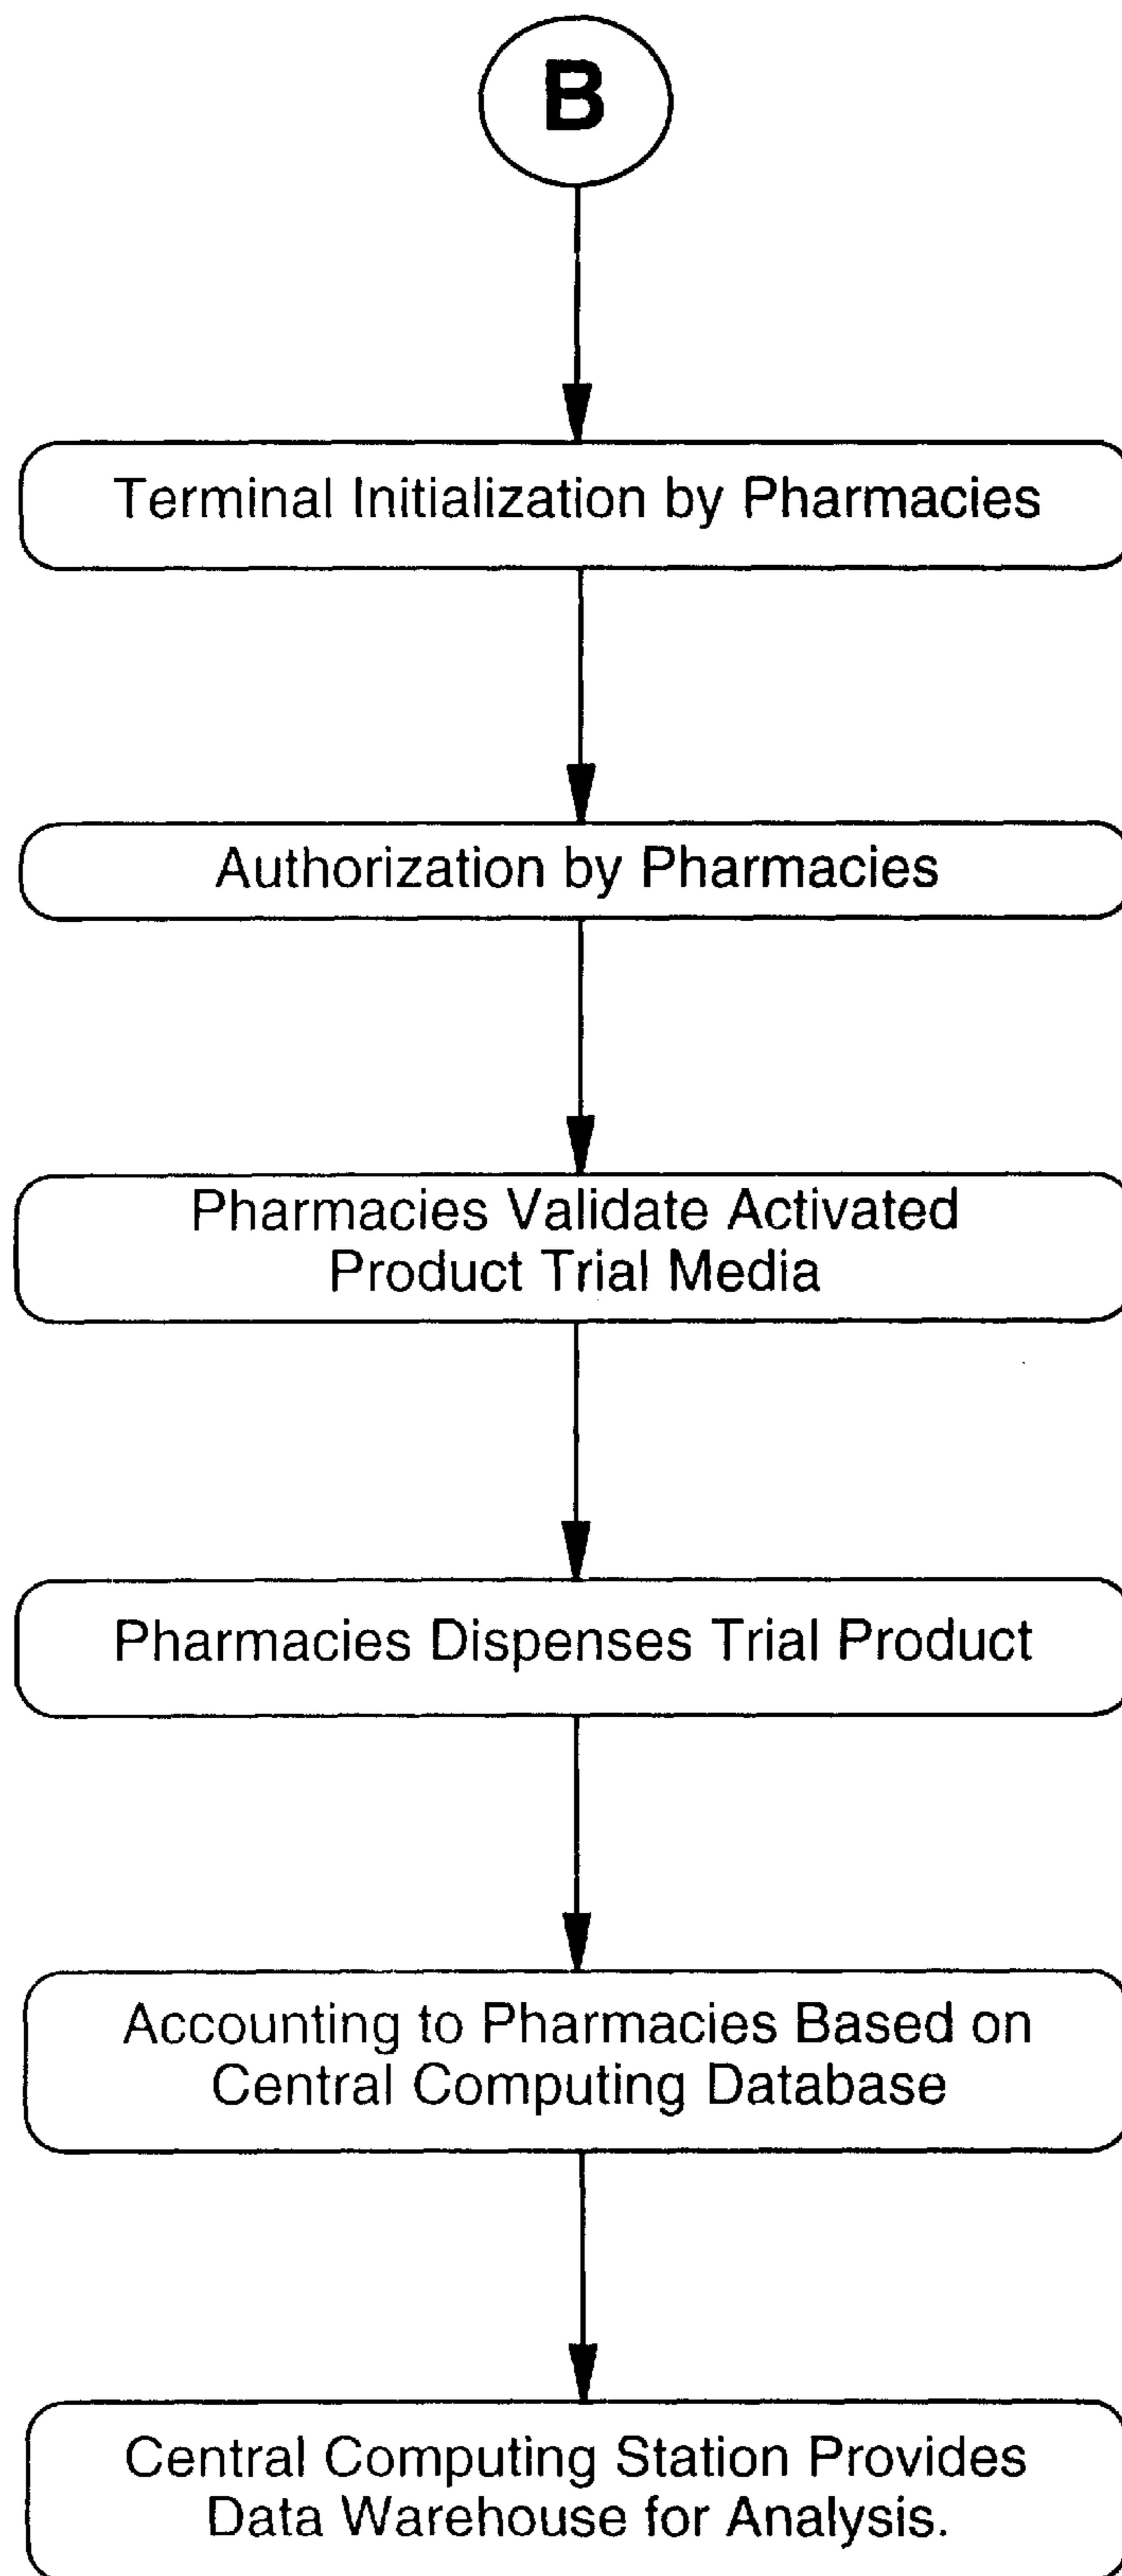 B
Terminal Initialization by Pharmacies
Authorization by Pharmacies
Pharmacies Validate Activated
Product Trial Media
Pharmacies Dispenses Trial Product
Accounting to Pharmacies Based on
Central Computing Database
Central Computing Station Provides
Data Warehouse for Analysis.